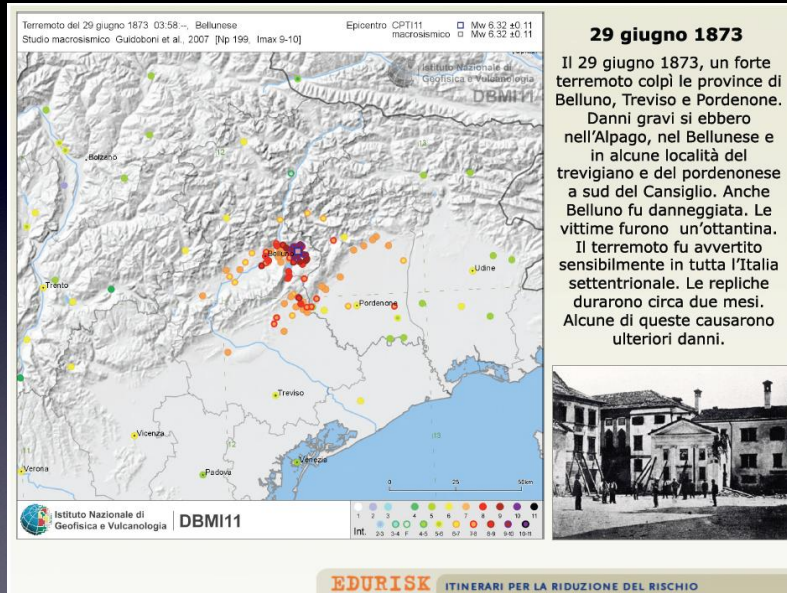 Terremoto del 29 giugno 1873 03:58:--, Bellunese
Studio macrosismico Guidoboni et al., 2007 [Np 199, Imax 9-10]
Epicentro CPTI11 Mw 6.32 ±0.11
macrosismico Mw 6.32 ±0.11
Istituto Nazionale di
Geofisica e Vulcanologia
DBMI11
Bolzano
Belluno
Trento
Udine
Pordenone
Treviso
Vicenza
Verona
Padova
Venezia
11
12
13
0 25 50km
Istituto Nazionale di
Geofisica e Vulcanologia
DBMI11
1 2 3 4 5 6 7 8 9 10 11
Int. 2-3 3-4 F 4-5 5-6 6-7 7-8 8-9 9-10 10-11
29 giugno 1873
Il 29 giugno 1873, un forte
terremoto colpì le province di
Belluno, Treviso e Pordenone.
Danni gravi si ebbero
nell'Alpago, nel Bellunese e
in alcune località del
trevigiano e del pordenonese
a sud del Cansiglio. Anche
Belluno fu danneggiata. Le
vittime furono un'ottantina.
Il terremoto fu avvertito
sensibilmente in tutta l'Italia
settentrionale. Le repliche
durarono circa due mesi.
Alcune di queste causarono
ulteriori danni.
EDURISK ITINERARI PER LA RIDUZIONE DEL RISCHIO